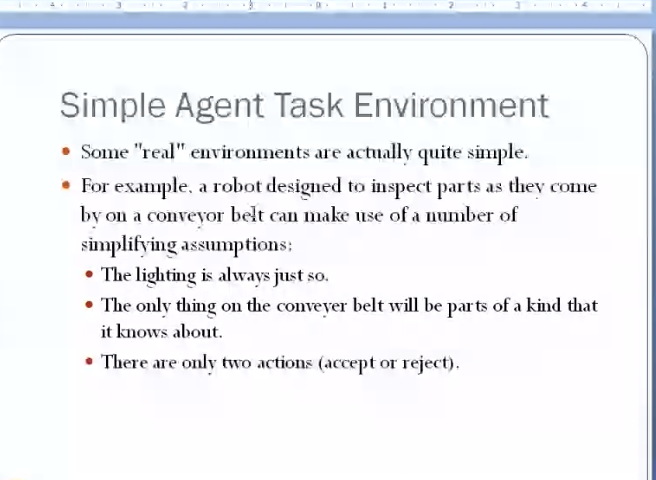 Simple Agent Task Environment
Some "real" environments are actually quite simple.
For example, a robot designed to inspect parts as they come
by on a conveyor belt can make use of a number of
simplifying assumptions:
The lighting is always just so.
The only thing on the conveyer belt will be parts of a kind that
it knows about.
There are only two actions (accept or reject).